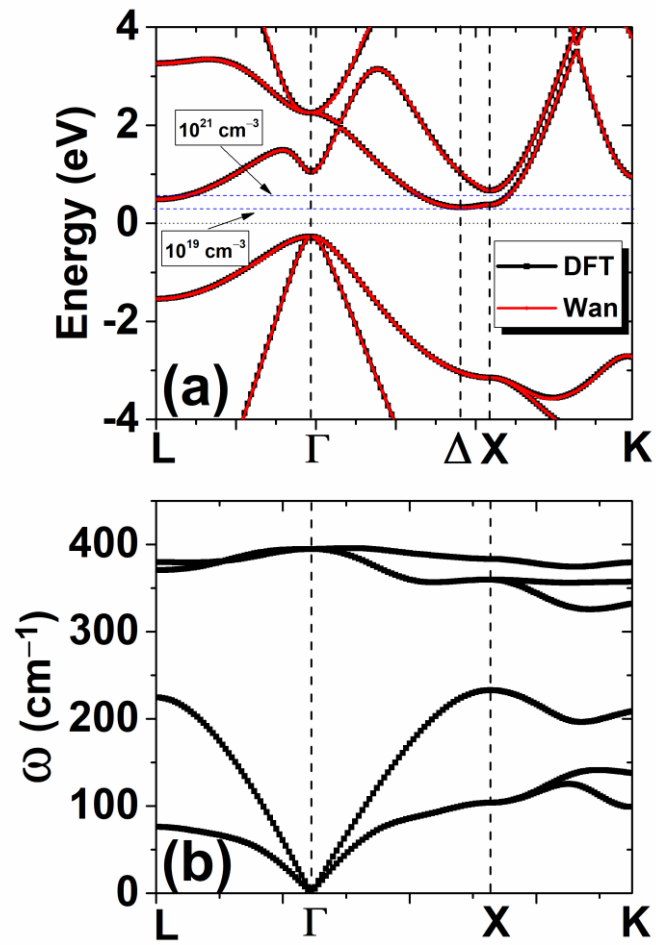 4
2
0
-2
-4
Energy (eV)
10²¹ cm⁻³
10¹⁹ cm⁻³
DFT
Wan
(a)
L Γ Δ X K
400
300
200
100
0
ω (cm⁻¹)
(b)
L Γ X K